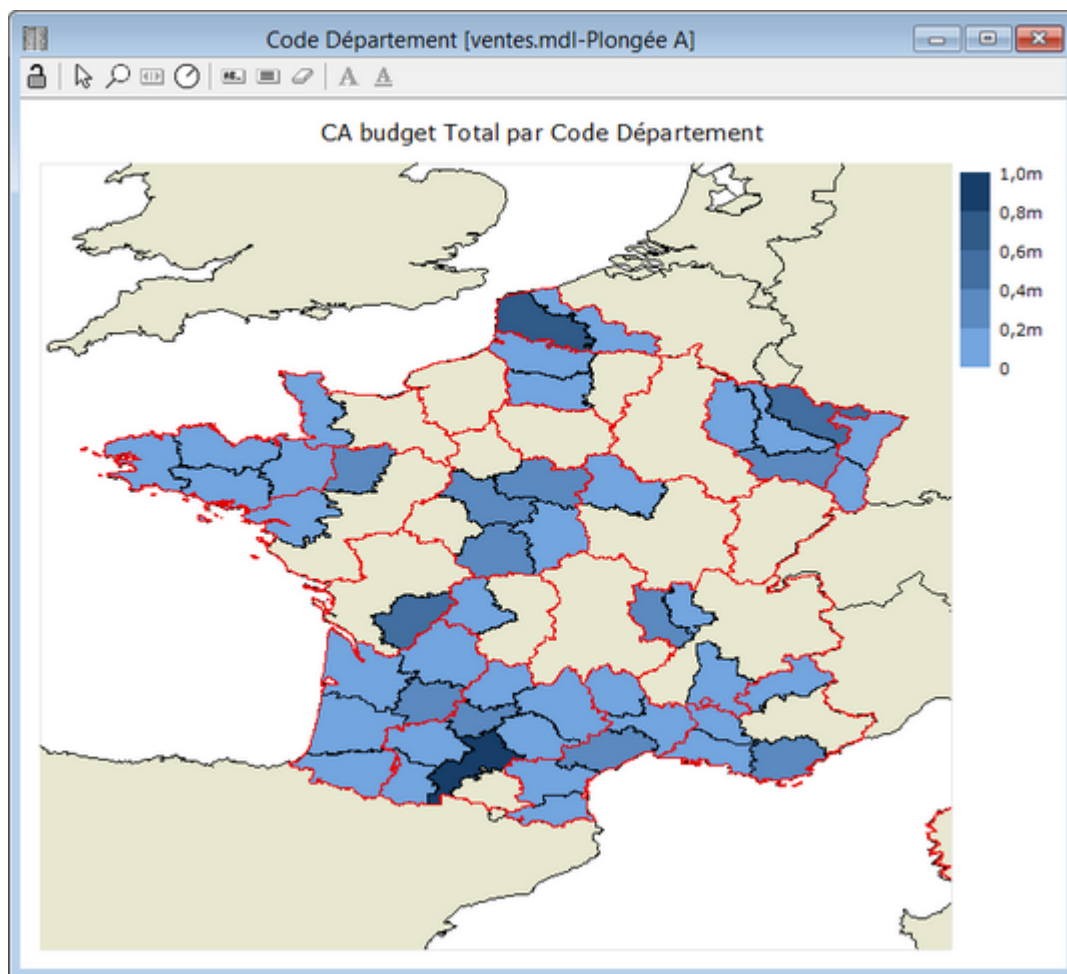 Code Département [ventes.mdl-Plongée A]
A A
CA budget Total par Code Département
1,0m
0,8m
0,6m
0,4m
0,2m
0